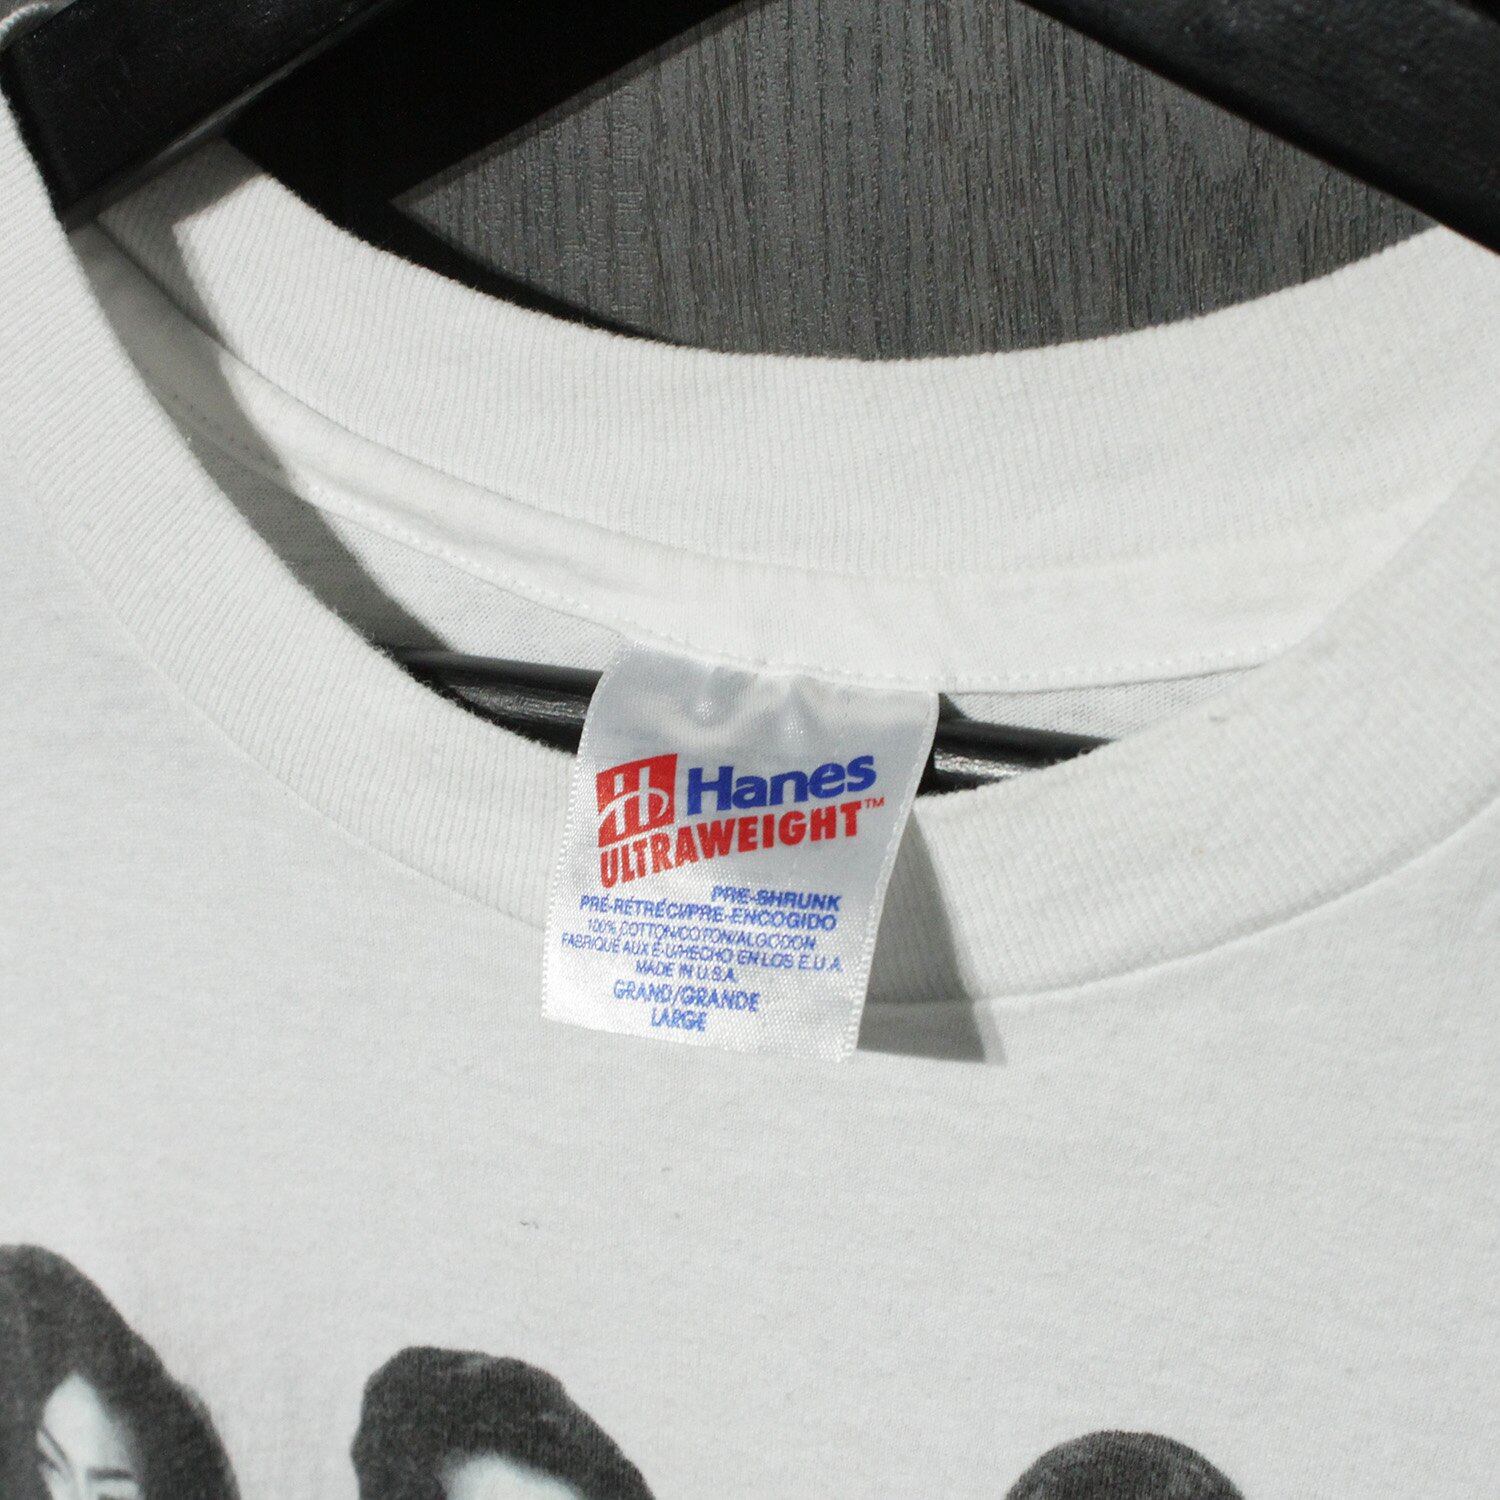 Hanes
ULTRAWEIGHT™
PRE-SHRUNK
PRÉ-RÉTRÉCI/PRE-ENCOGIDO
100% COTTON/COTON/ALGODON
FABRIQUÉ AUX É-U/HECHO EN LOS E.U.A.
MADE IN U.S.A.
GRAND/GRANDE
LARGE